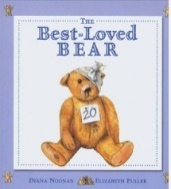 THE
BEST-LOVED
BEAR
20
DIANA NOONAN ELIZABETH FULLER